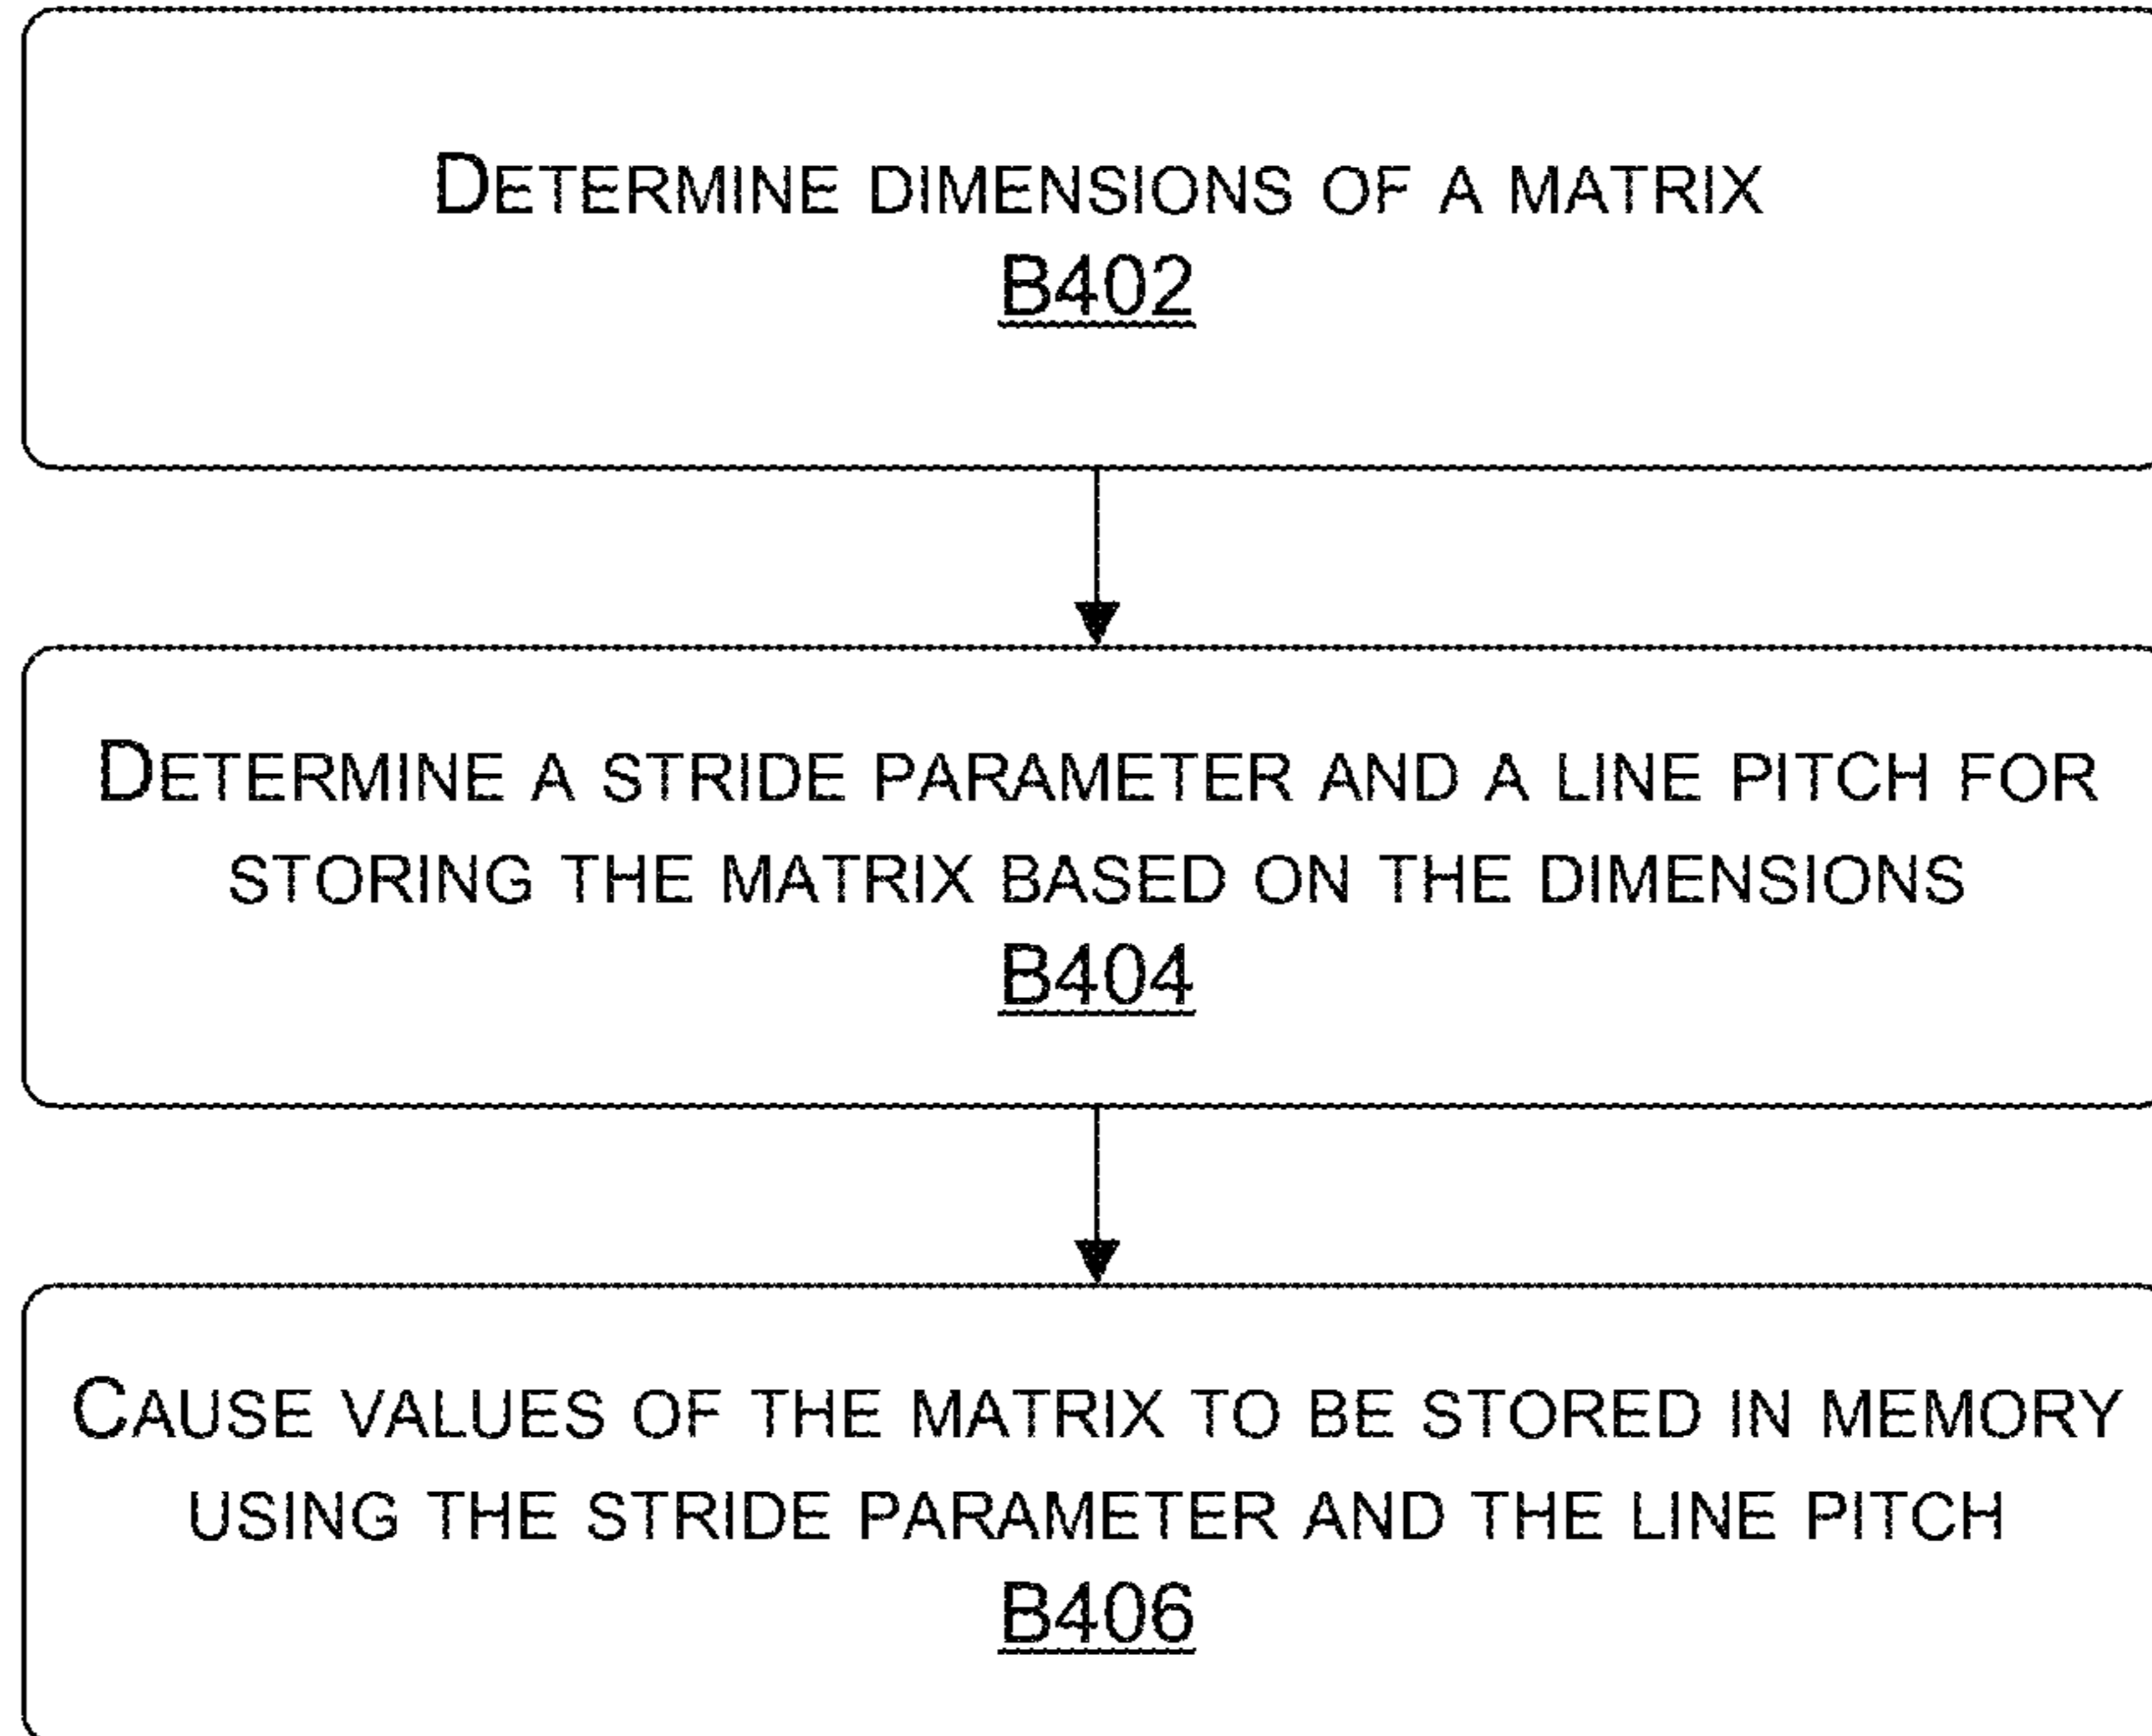 DETERMINE DIMENSIONS OF A MATRIX
B402
DETERMINE A STRIDE PARAMETER AND A LINE PITCH FOR
STORING THE MATRIX BASED ON THE DIMENSIONS
B404
CAUSE VALUES OF THE MATRIX TO BE STORED IN MEMORY
USING THE STRIDE PARAMETER AND THE LINE PITCH
B406